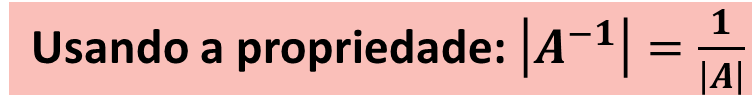 Usando a propriedade: |A⁻¹| = 1/|A|